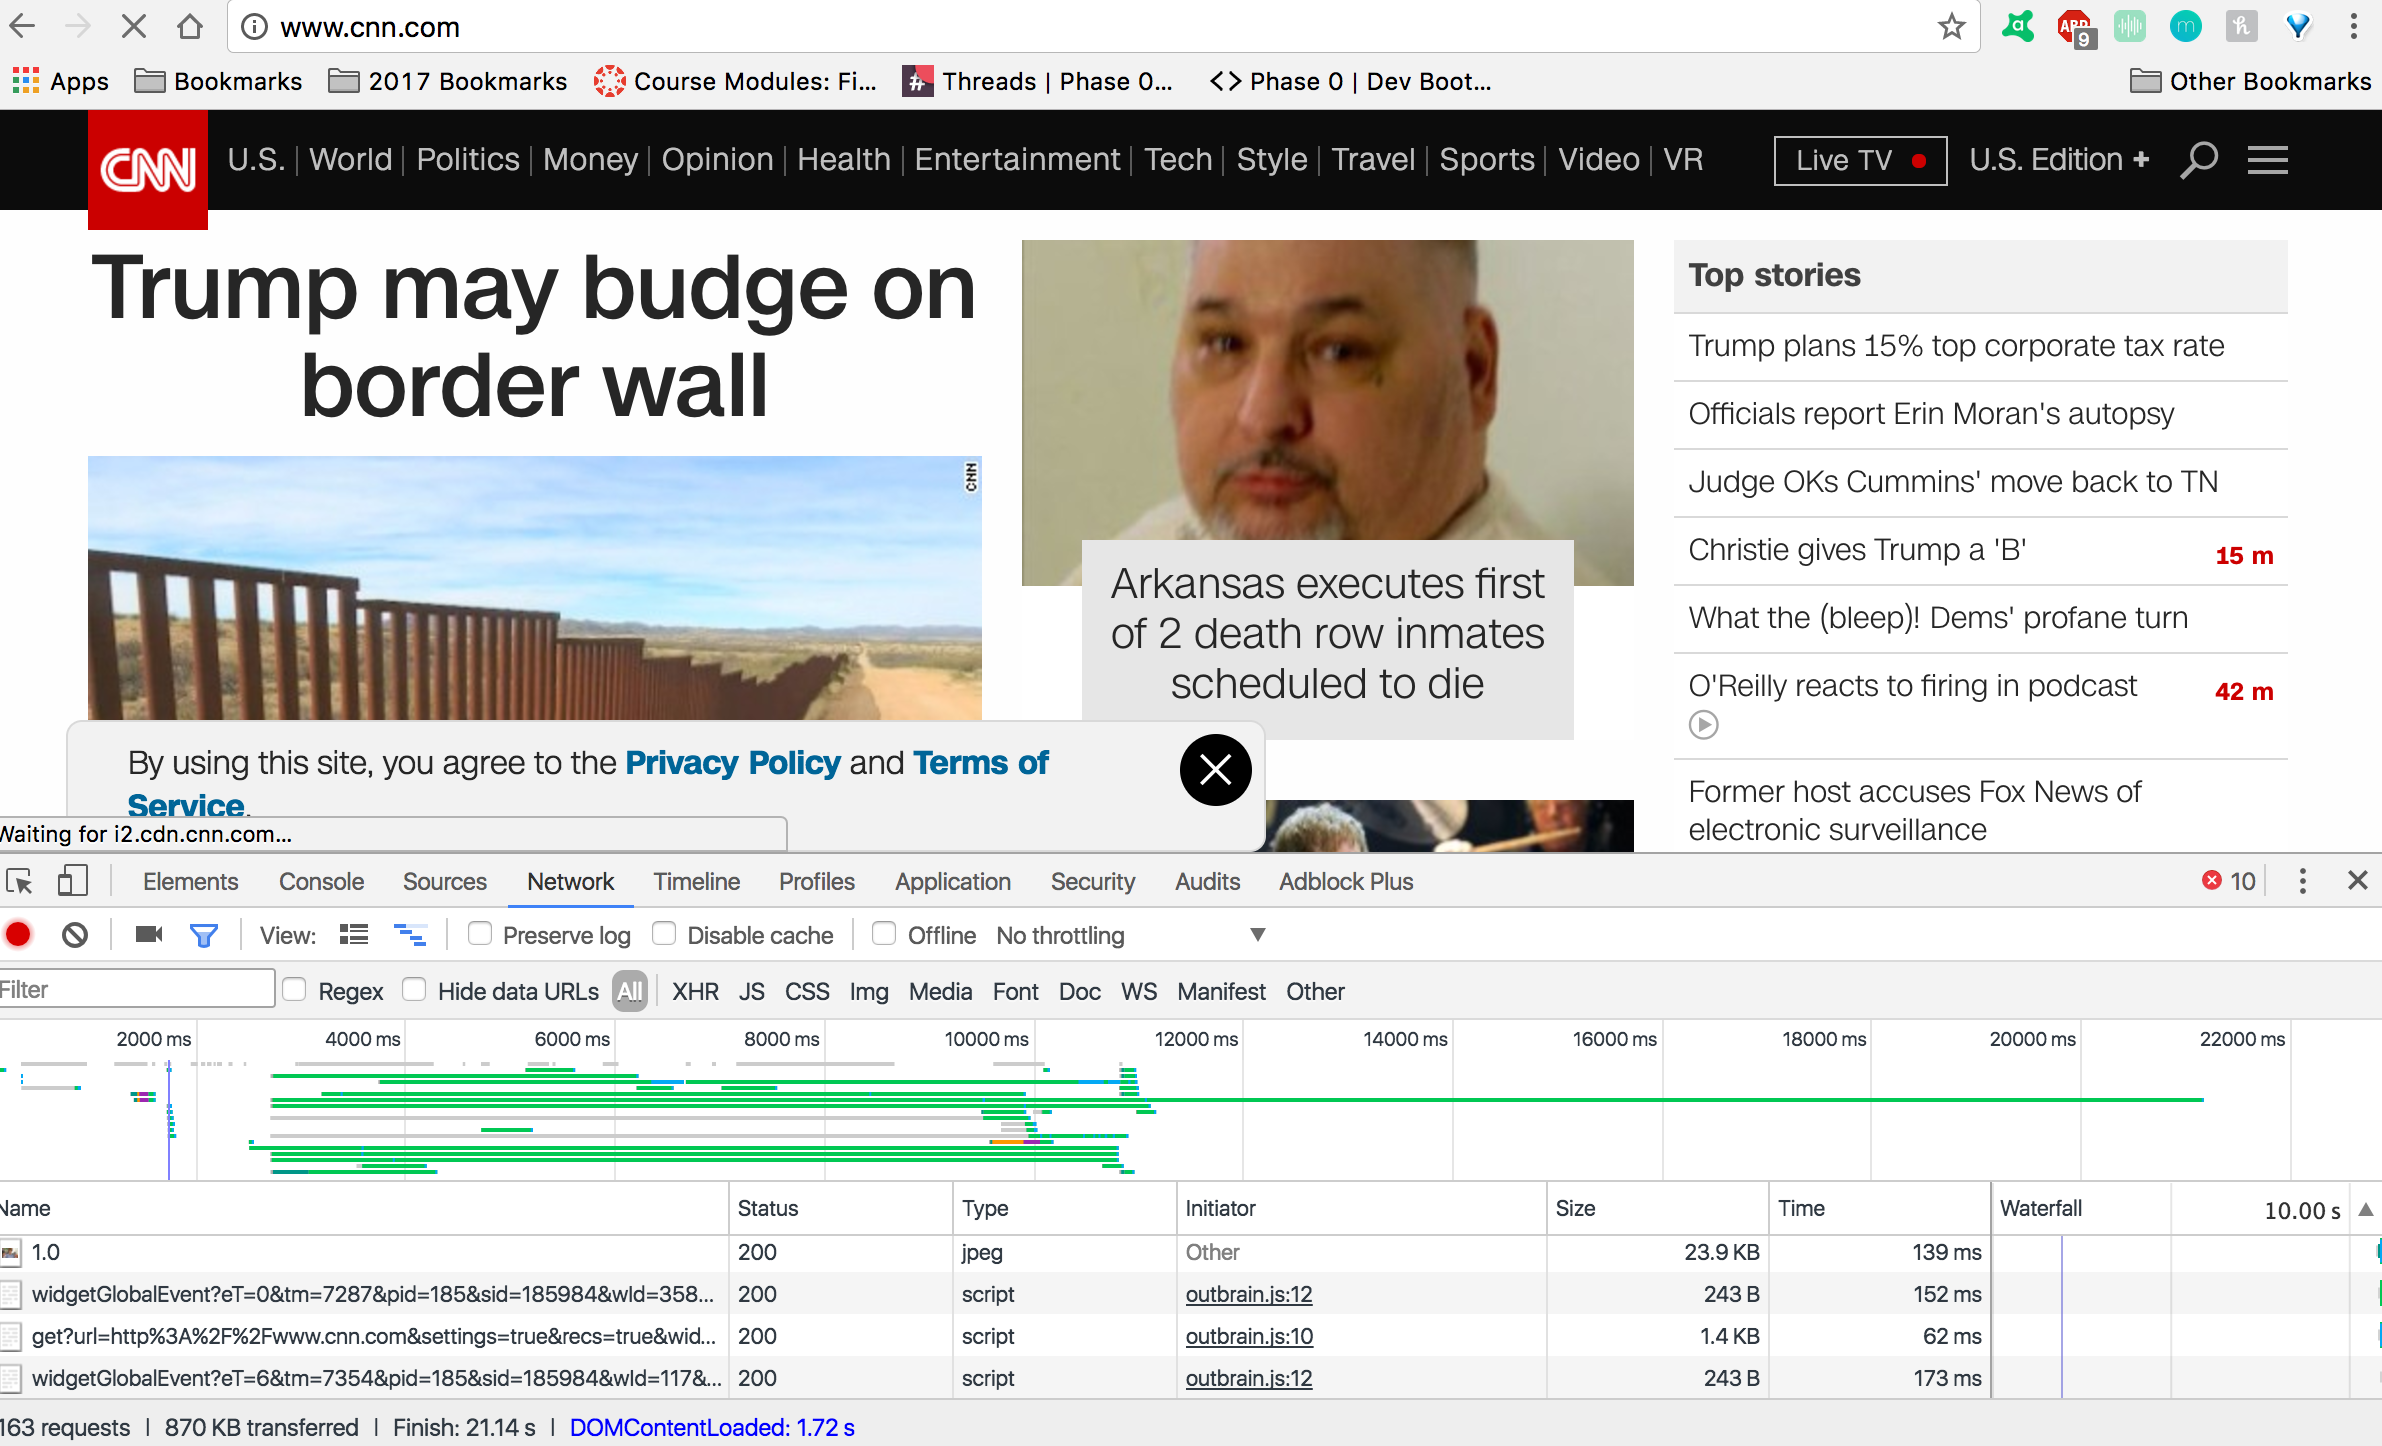 www.cnn.com
ABP 9
Apps Bookmarks 2017 Bookmarks Course Modules: Fi... Threads | Phase 0... <> Phase 0 | Dev Boot... Other Bookmarks
CNN U.S. World Politics Money Opinion Health Entertainment Tech Style Travel Sports Video VR Live TV U.S. Edition +
Trump may budge on
border wall
CNN
Arkansas executes first
of 2 death row inmates
scheduled to die
Top stories
Trump plans 15% top corporate tax rate
Officials report Erin Moran's autopsy
Judge OKs Cummins' move back to TN
Christie gives Trump a 'B' 15 m
What the (bleep)! Dems' profane turn
O'Reilly reacts to firing in podcast 42 m
Former host accuses Fox News of
electronic surveillance
By using this site, you agree to the Privacy Policy and Terms of
Service.
Waiting for i2.cdn.cnn.com...
Elements Console Sources Network Timeline Profiles Application Security Audits Adblock Plus 10
View: Preserve log Disable cache Offline No throttling
Filter Regex Hide data URLs All XHR JS CSS Img Media Font Doc WS Manifest Other
2000 ms 4000 ms 6000 ms 8000 ms 10000 ms 12000 ms 14000 ms 16000 ms 18000 ms 20000 ms 22000 ms
Name Status Type Initiator Size Time Waterfall 10.00 s
1.0 200 jpeg Other 23.9 KB 139 ms
widgetGlobalEvent?eT=0&tm=7287&pid=185&sid=185984&wId=358... 200 script outbrain.js:12 243 B 152 ms
get?url=http%3A%2F%2Fwww.cnn.com&settings=true&recs=true&wid... 200 script outbrain.js:10 1.4 KB 62 ms
widgetGlobalEvent?eT=6&tm=7354&pid=185&sid=185984&wId=117&... 200 script outbrain.js:12 243 B 173 ms
163 requests | 870 KB transferred | Finish: 21.14 s | DOMContentLoaded: 1.72 s